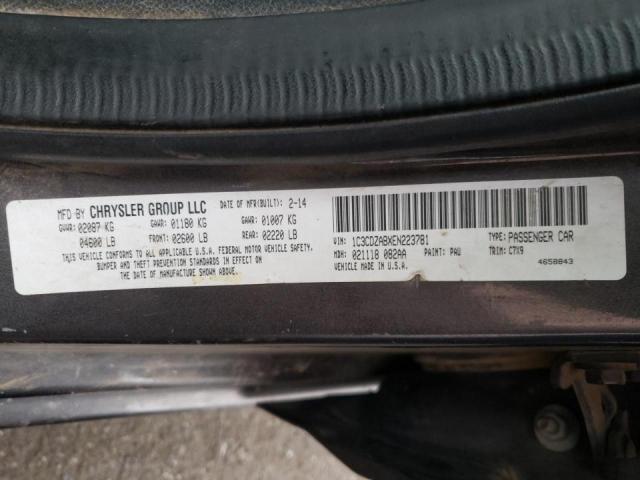 MFD BY CHRYSLER GROUP LLC DATE OF MFR(BUILT): 2-14
GVWR: 02087 KG GAWR: 01180 KG GAWR: 01007 KG
04600 LB FRONT: 02600 LB REAR: 02220 LB
THIS VEHICLE CONFORMS TO ALL APPLICABLE U.S.A. FEDERAL MOTOR VEHICLE SAFETY,
BUMPER AND THEFT PREVENTION STANDARDS IN EFFECT ON
THE DATE OF MANUFACTURE SHOWN ABOVE.
VIN: 1C3CDZABXEN223781 TYPE: PASSENGER CAR
MDH: 021118 082AA PAINT: PAU TRIM: C7X9
VEHICLE MADE IN U.S.A. 4658843